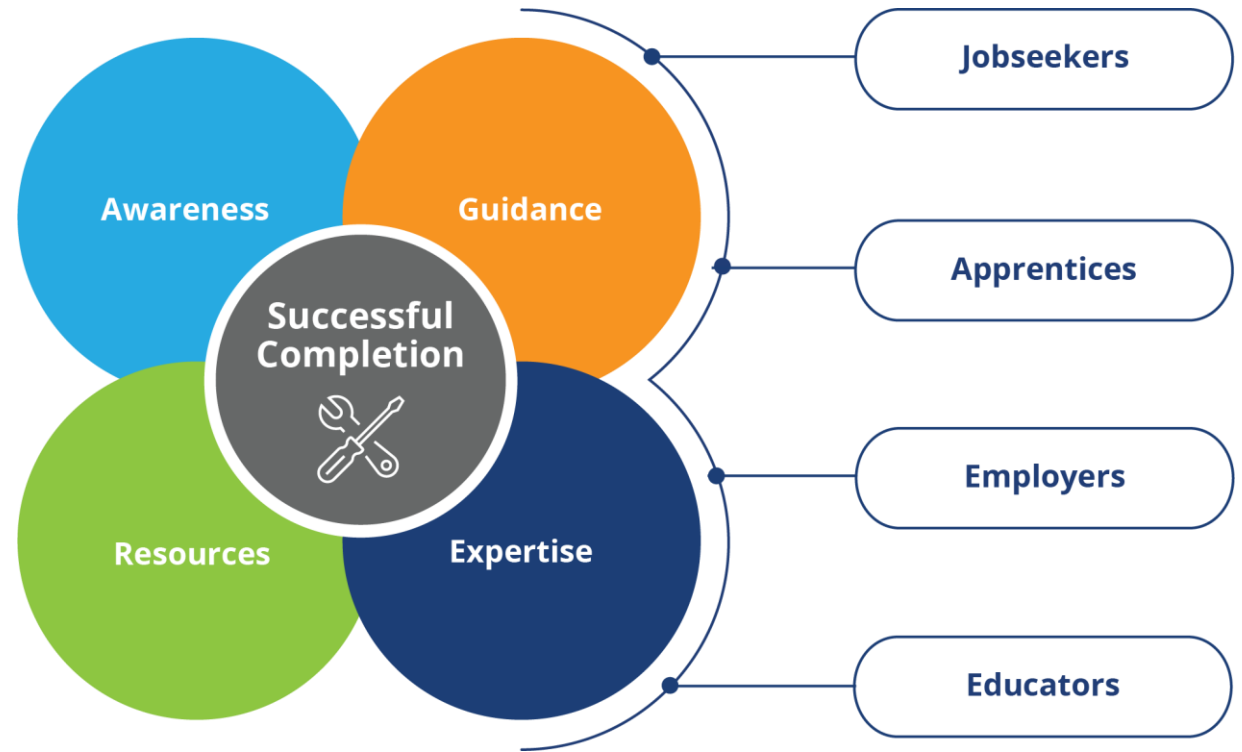 Awareness
Guidance
Successful
Completion
Resources
Expertise
Jobseekers
Apprentices
Employers
Educators